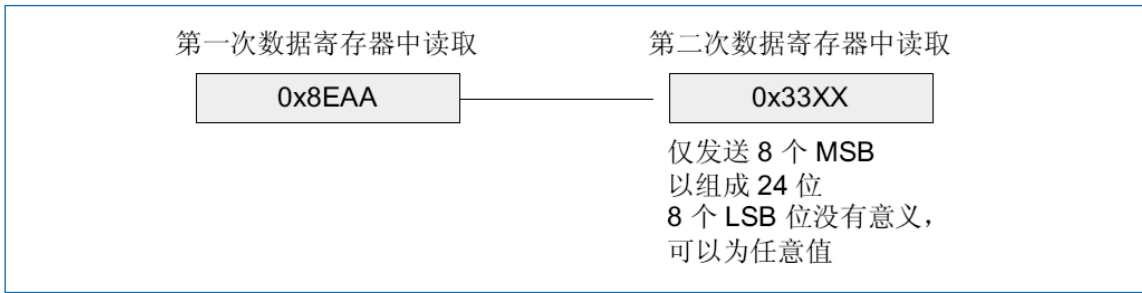 第一次数据寄存器中读取
第二次数据寄存器中读取
0x8EAA
0x33XX
仅发送 8 个 MSB
以组成 24 位
8 个 LSB 位没有意义，
可以为任意值